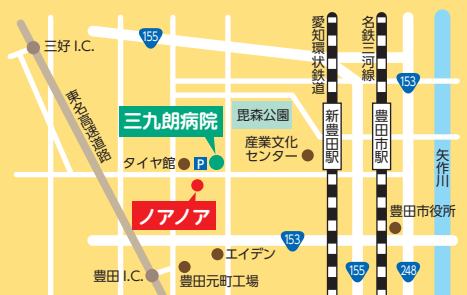 155
三好 I.C.
愛知環状鉄道
名鉄三河線
153
東名高速道路
三九朗病院
毘森公園
新豊田駅
豊田市駅
産業文化
センター
タイヤ館
P
矢作川
ノアノア
豊田市役所
153
エイデン
豊田 I.C.
豊田元町工場
155
248